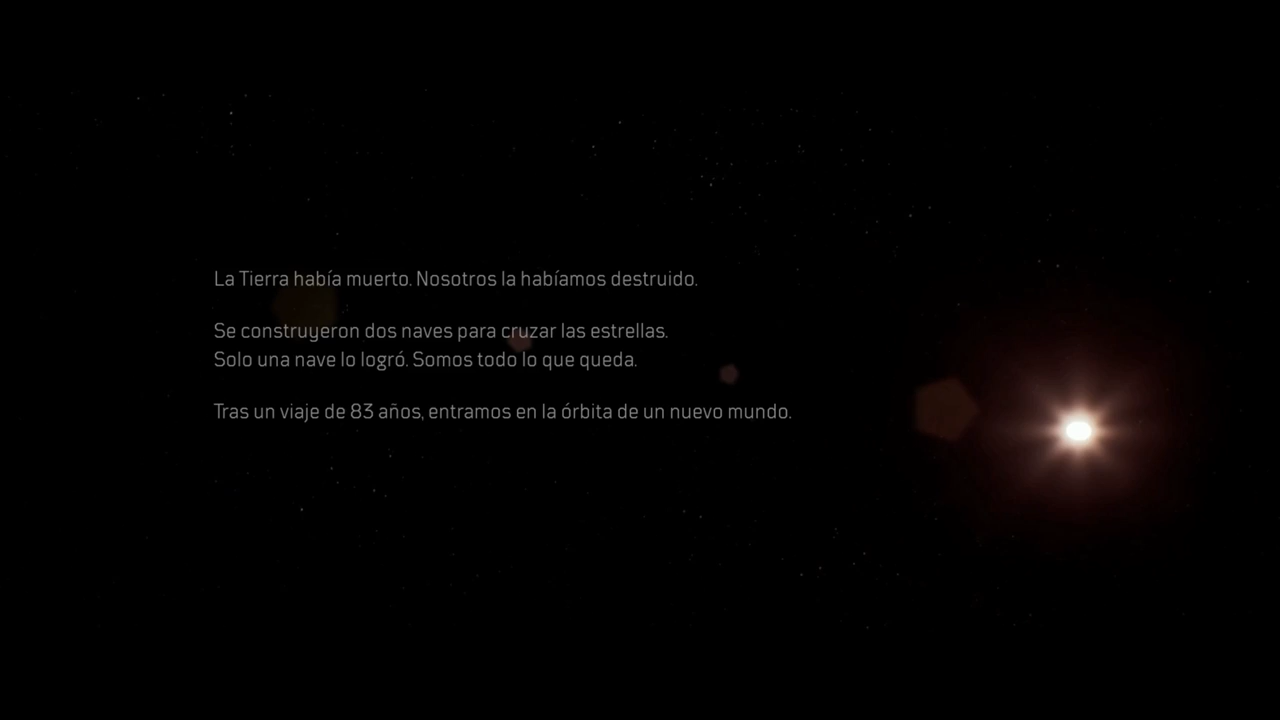 La Tierra había muerto. Nosotros la habíamos destruido.
Se construyeron dos naves para cruzar las estrellas.
Solo una nave lo logró. Somos todo lo que queda.
Tras un viaje de 83 años, entramos en la órbita de un nuevo mundo.